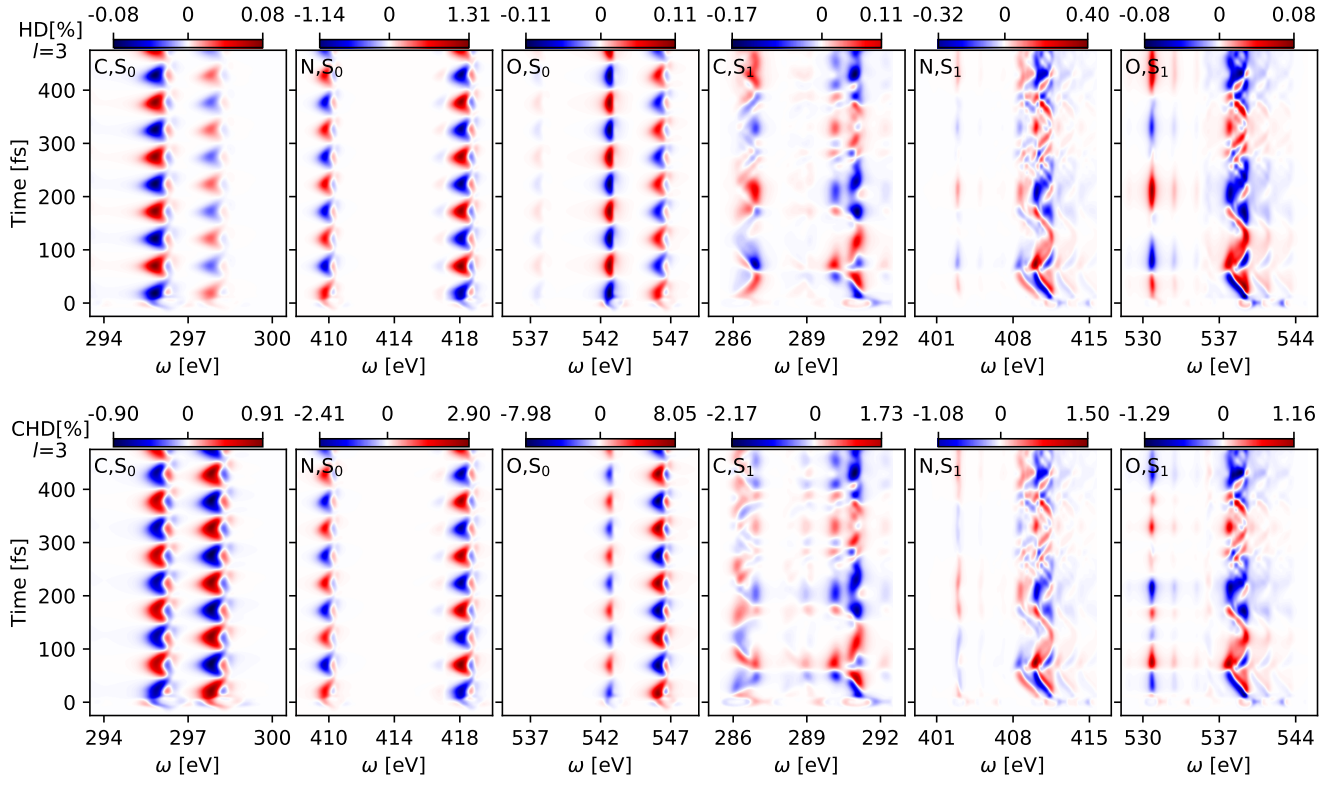 -0.08 0 0.08 -1.14 0 1.31 -0.11 0 0.11 -0.17 0 0.11 -0.32 0 0.40 -0.08 0 0.08
HD[%]
l=3
C,S0 N,S0 O,S0 C,S1 N,S1 O,S1
400
300
200
100
0
Time [fs]
294 297 300 410 414 418 537 542 547 286 289 292 401 408 415 530 537 544
ω [eV] ω [eV] ω [eV] ω [eV] ω [eV] ω [eV]
-0.90 0 0.91 -2.41 0 2.90 -7.98 0 8.05 -2.17 0 1.73 -1.08 0 1.50 -1.29 0 1.16
CHD[%]
l=3
C,S0 N,S0 O,S0 C,S1 N,S1 O,S1
400
300
200
100
0
Time [fs]
294 297 300 410 414 418 537 542 547 286 289 292 401 408 415 530 537 544
ω [eV] ω [eV] ω [eV] ω [eV] ω [eV] ω [eV]